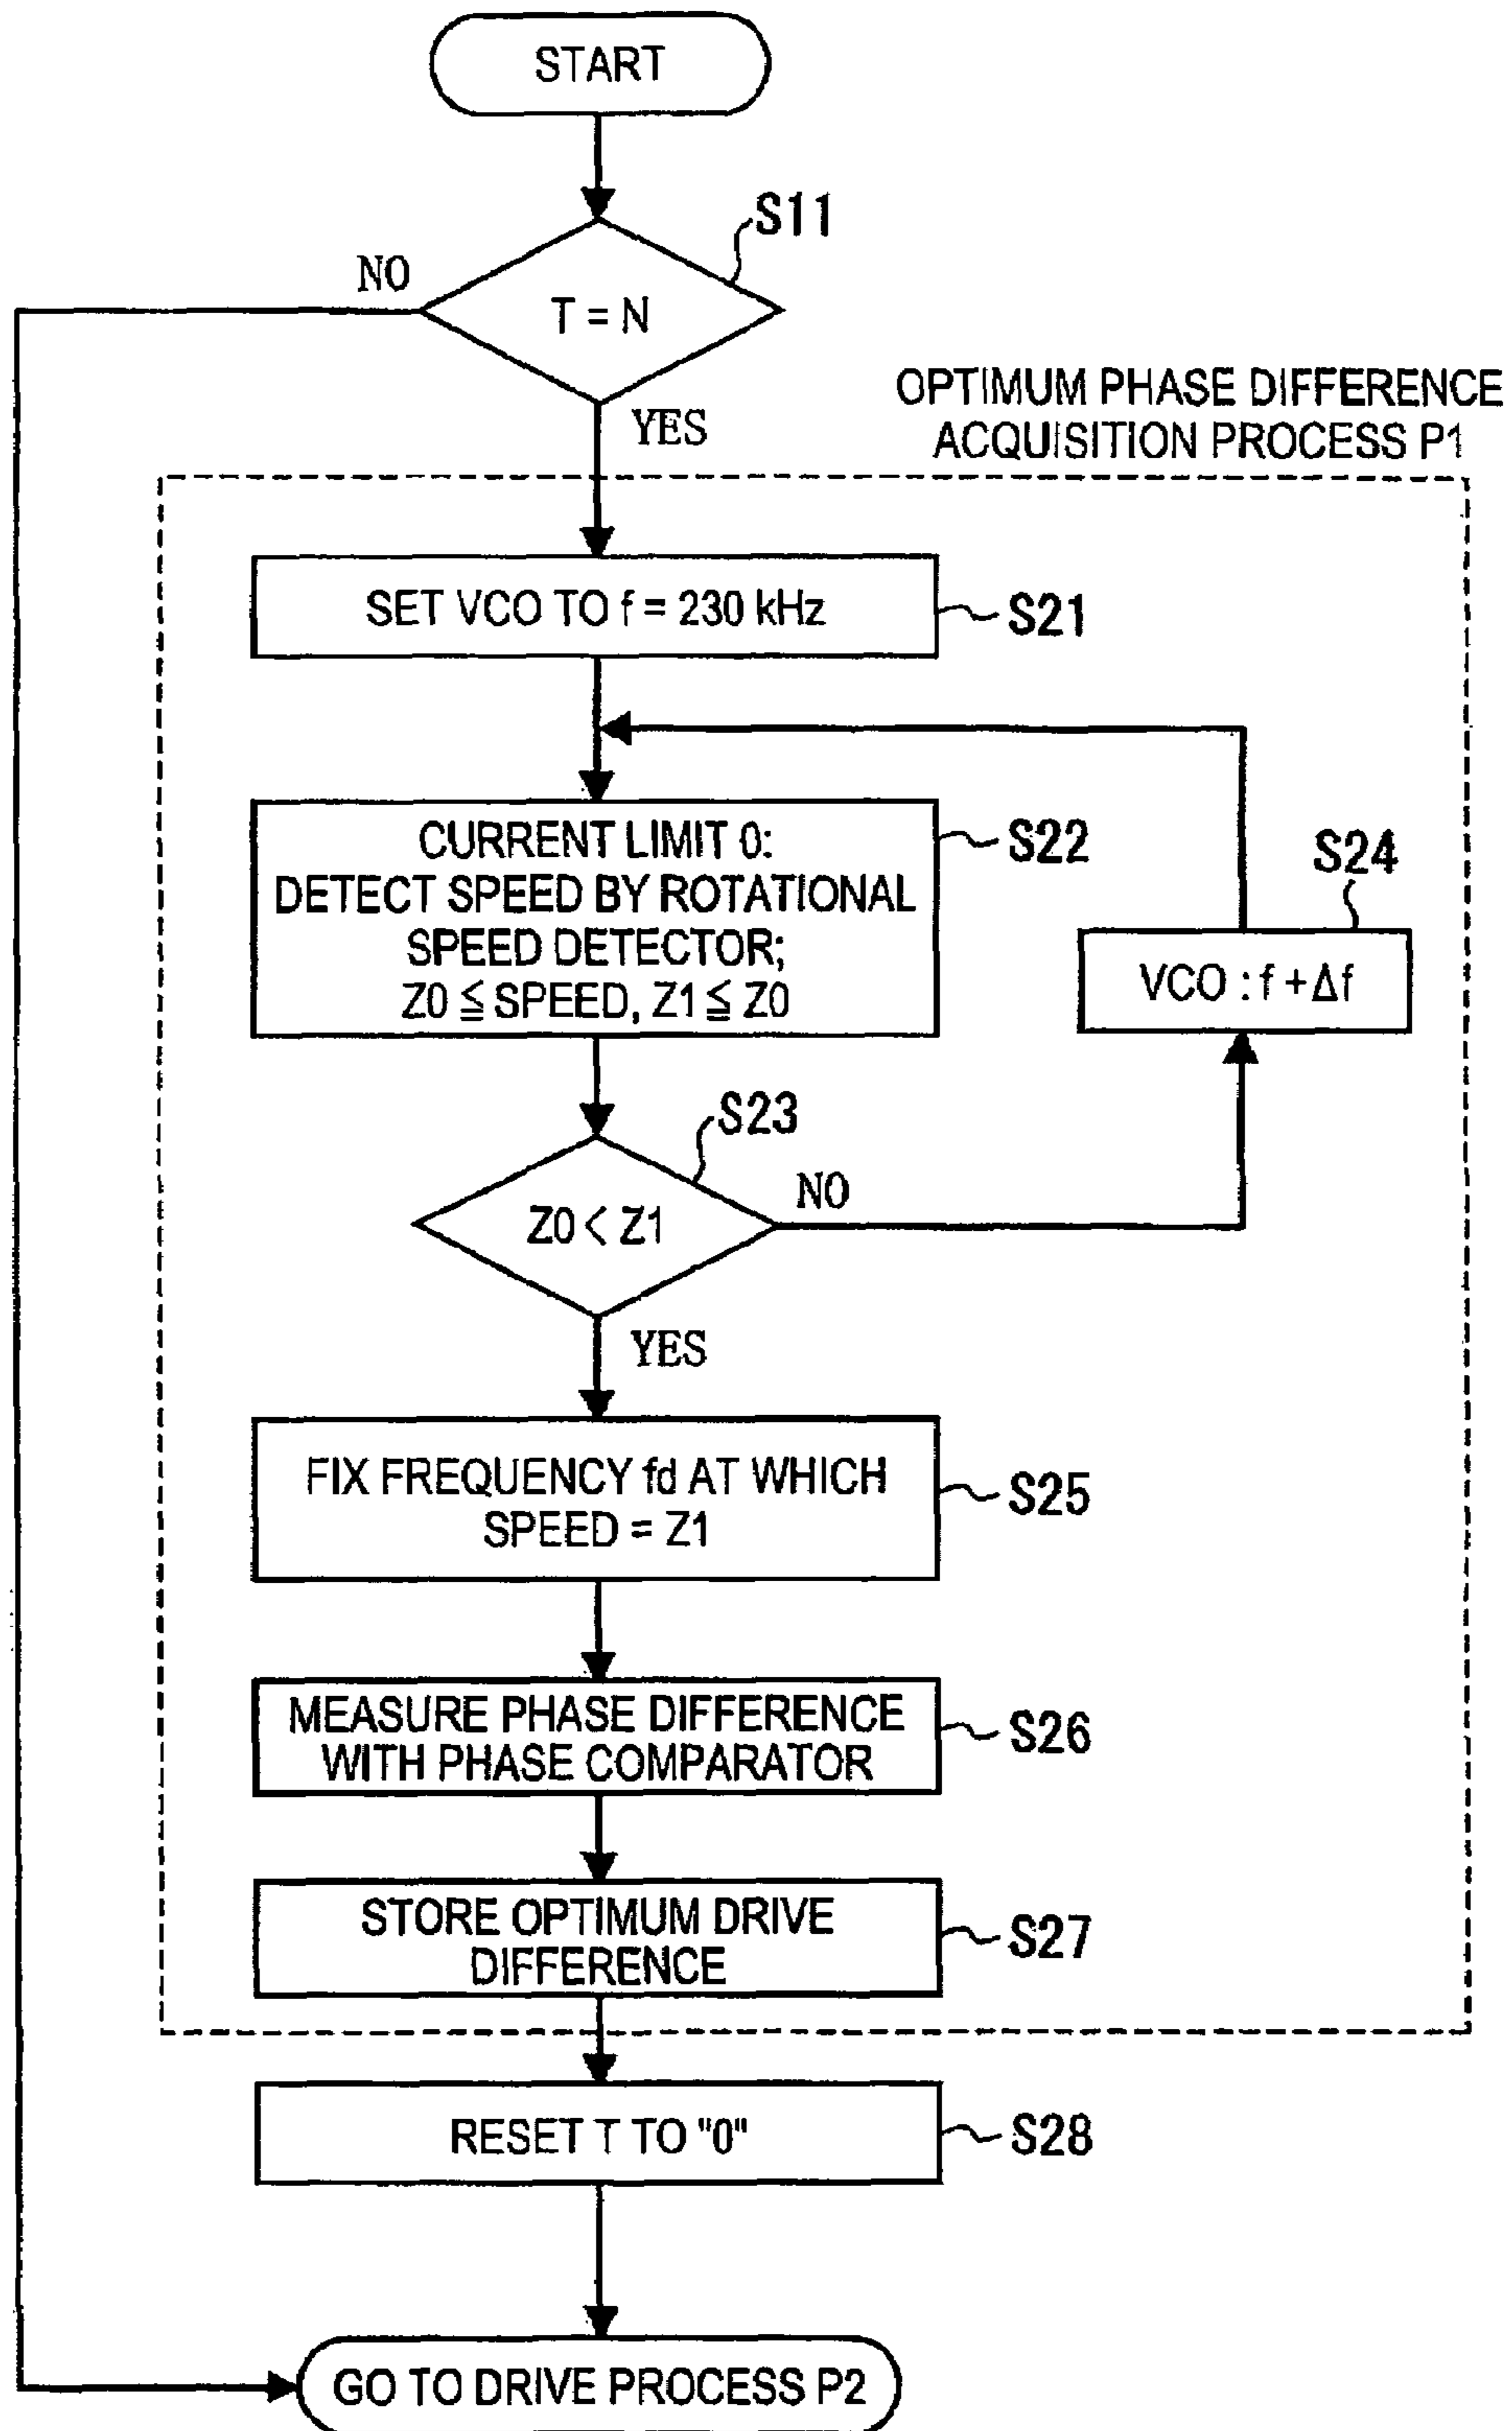 START
S11
NO
T = N
YES
OPTIMUM PHASE DIFFERENCE
ACQUISITION PROCESS P1
SET VCO TO f = 230 kHz
S21
CURRENT LIMIT 0:
DETECT SPEED BY ROTATIONAL
SPEED DETECTOR;
Z0 ≦ SPEED, Z1 ≦ Z0
S22
S24
VCO : f + Δf
S23
Z0 < Z1
NO
YES
FIX FREQUENCY fd AT WHICH
SPEED = Z1
S25
MEASURE PHASE DIFFERENCE
WITH PHASE COMPARATOR
S26
STORE OPTIMUM DRIVE
DIFFERENCE
S27
RESET T TO "0"
S28
GO TO DRIVE PROCESS P2